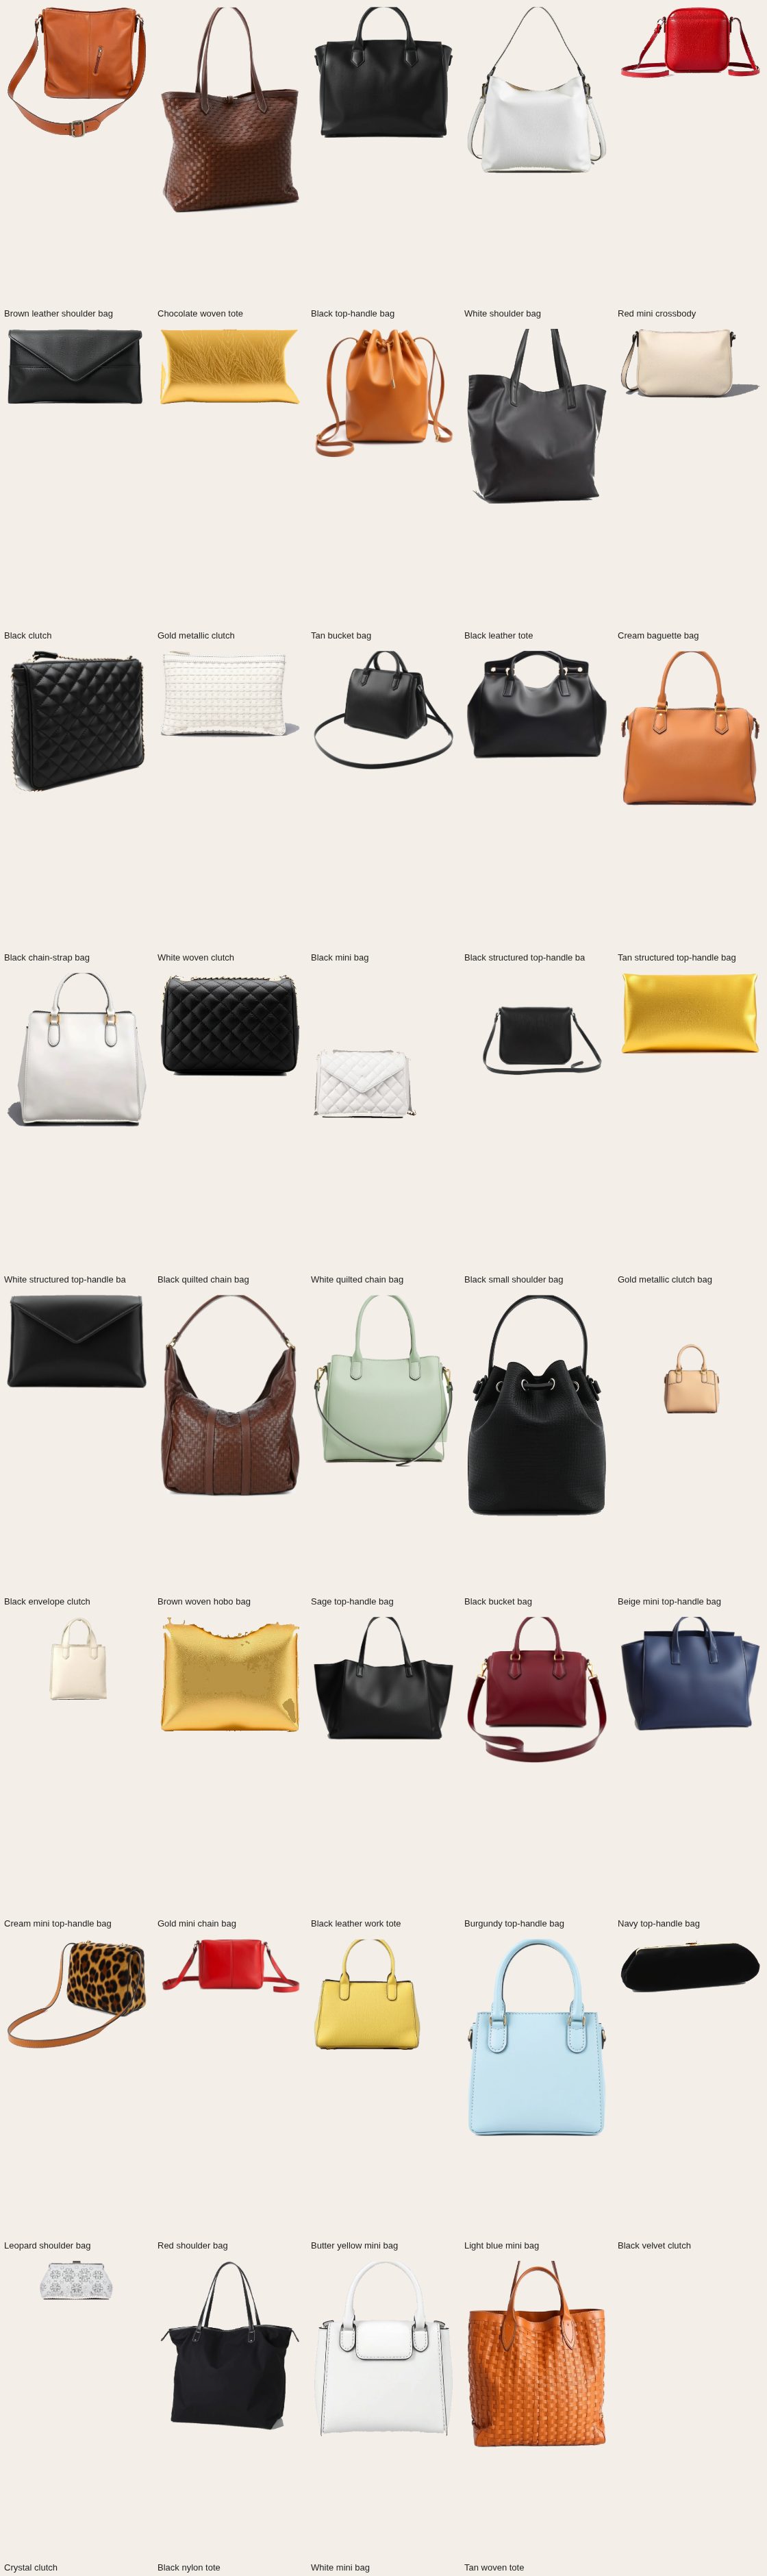 Brown leather shoulder bag
Chocolate woven tote
Black top-handle bag
White shoulder bag
Red mini crossbody
Black clutch
Gold metallic clutch
Tan bucket bag
Black leather tote
Cream baguette bag
Black chain-strap bag
White woven clutch
Black mini bag
Black structured top-handle ba
Tan structured top-handle bag
White structured top-handle ba
Black quilted chain bag
White quilted chain bag
Black small shoulder bag
Gold metallic clutch bag
Black envelope clutch
Brown woven hobo bag
Sage top-handle bag
Black bucket bag
Beige mini top-handle bag
Cream mini top-handle bag
Gold mini chain bag
Black leather work tote
Burgundy top-handle bag
Navy top-handle bag
Leopard shoulder bag
Red shoulder bag
Butter yellow mini bag
Light blue mini bag
Black velvet clutch
Crystal clutch
Black nylon tote
White mini bag
Tan woven tote